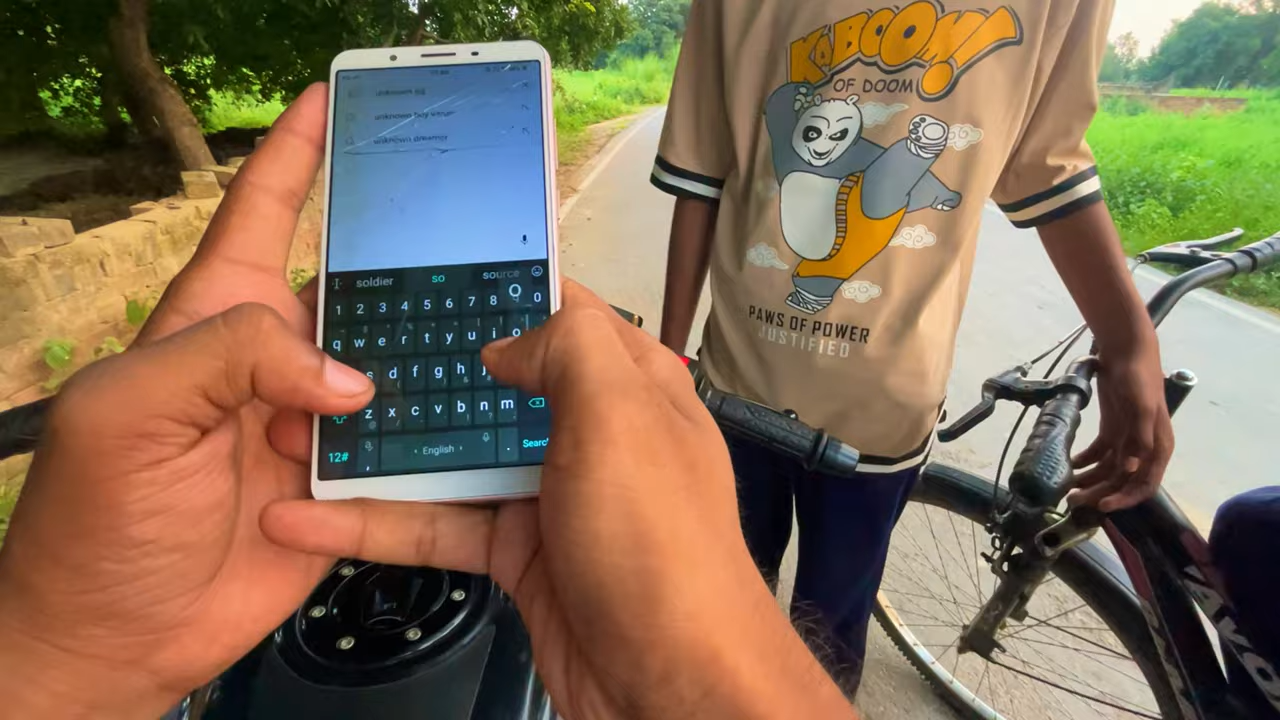 unknown boy varun
unknown dreamer
soldier so source
1 2 3 4 5 6 7 8 0
O
q w e r t y u i o
s d f g h j
z x c v b n m
12# , ‹ English › . Search
KABOOM!
OF DOOM
PAWS OF POWER
JUSTIFIED